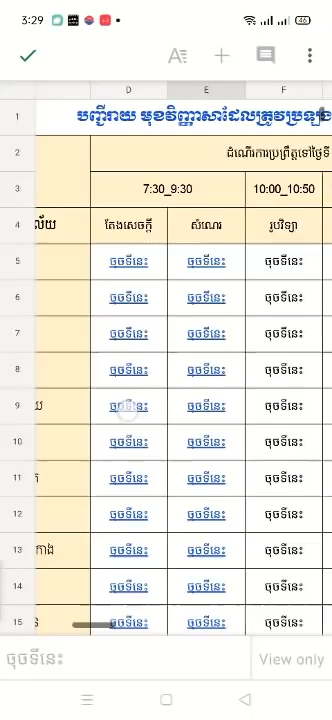 3:29
46
D E F
1 បញ្ជីរាយ មុខវិញ្ញាសាដែលត្រូវប្រឡង
2 ដំណើរការប្រព្រឹត្តទៅថ្ងៃទី
3 7:30_9:30 10:00_10:50
4 ល័យ តែងសេចក្ដី សំណេរ រូបវិទ្យា
5 ចុចទីនេះ ចុចទីនេះ ចុចទីនេះ
6 ចុចទីនេះ ចុចទីនេះ ចុចទីនេះ
7 ចុចទីនេះ ចុចទីនេះ ចុចទីនេះ
8 ចុចទីនេះ ចុចទីនេះ ចុចទីនេះ
9 យ ចុចទីនេះ ចុចទីនេះ ចុចទីនេះ
10 ចុចទីនេះ ចុចទីនេះ ចុចទីនេះ
11 ចុចទីនេះ ចុចទីនេះ ចុចទីនេះ
12 ចុចទីនេះ ចុចទីនេះ ចុចទីនេះ
13 កាង ចុចទីនេះ ចុចទីនេះ ចុចទីនេះ
14 ចុចទីនេះ ចុចទីនេះ ចុចទីនេះ
15 ចុចទីនេះ ចុចទីនេះ ចុចទីនេះ
ចុចទីនេះ View only